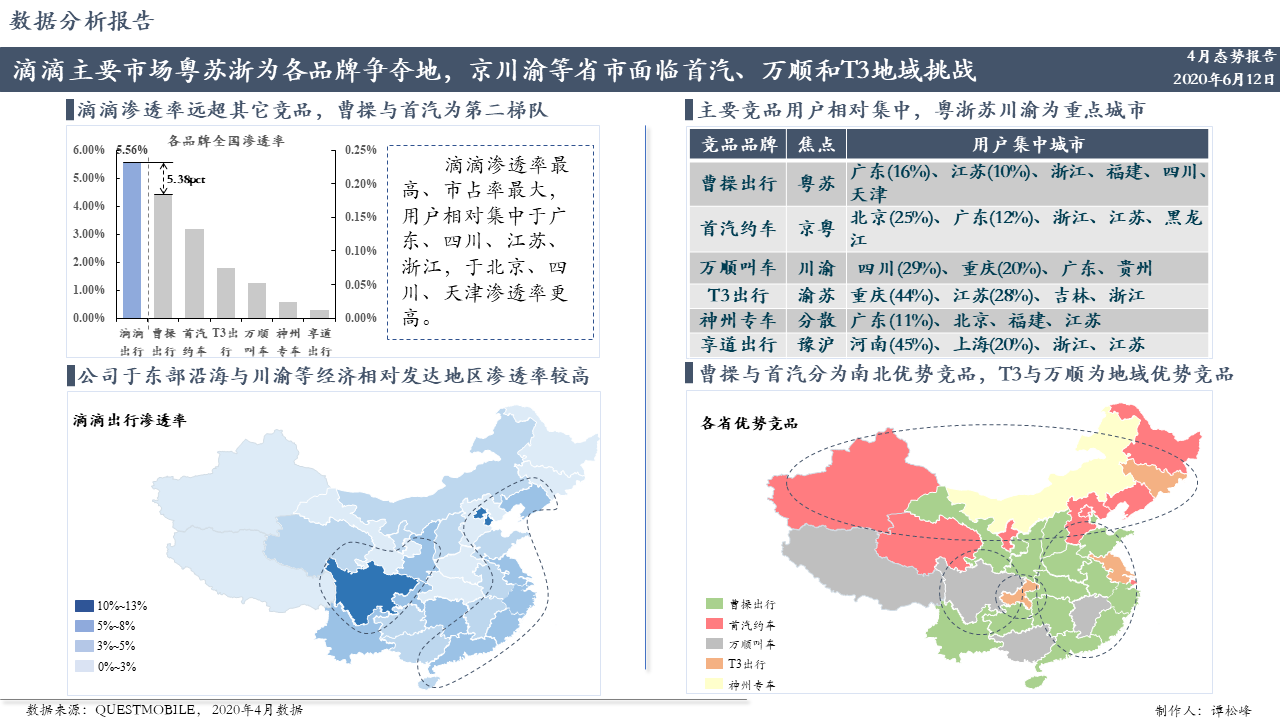 数据分析报告
滴滴主要市场粤苏浙为各品牌争夺地，京川渝等省市面临首汽、万顺和T3地域挑战
4月态势报告
2020年6月12日
滴滴渗透率远超其它竞品，曹操与首汽为第二梯队
各品牌全国渗透率
6.00%
5.00%
4.00%
3.00%
2.00%
1.00%
0.00%
5.56%
5.38pct
0.25%
0.20%
0.15%
0.10%
0.05%
0.00%
滴滴 曹操 首汽 T3出 万顺 神州 享道
出行 出行 约车 行 叫车 专车 出行
滴滴渗透率最
高、市占率最大，
用户相对集中于广
东、四川、江苏、
浙江，于北京、四
川、天津渗透率更
高。
主要竞品用户相对集中，粤浙苏川渝为重点城市
竞品品牌 焦点 用户集中城市
曹操出行 粤苏 广东(16%)、江苏(10%)、浙江、福建、四川、
天津
首汽约车 京粤 北京(25%)、广东(12%)、浙江、江苏、黑龙
江
万顺叫车 川渝 四川(29%)、重庆(20%)、广东、贵州
T3出行 渝苏 重庆(44%)、江苏(28%)、吉林、浙江
神州专车 分散 广东(11%)、北京、福建、江苏
享道出行 豫沪 河南(45%)、上海(20%)、浙江、江苏
公司于东部沿海与川渝等经济相对发达地区渗透率较高
滴滴出行渗透率
10%~13%
5%~8%
3%~5%
0%~3%
曹操与首汽分为南北优势竞品，T3与万顺为地域优势竞品
各省优势竞品
曹操出行
首汽约车
万顺叫车
T3出行
神州专车
数据来源：QUESTMOBILE，2020年4月数据
制作人：谭松峰